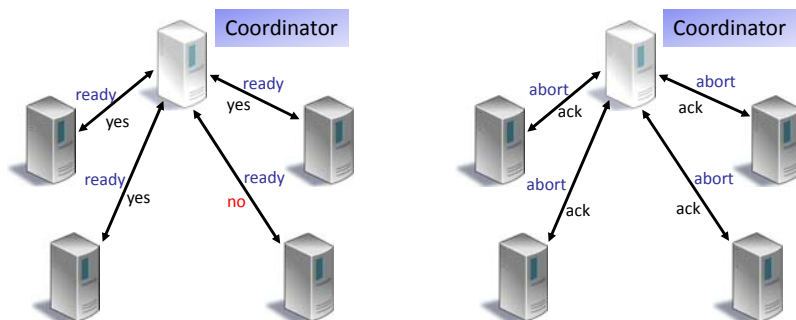 Coordinator
ready
yes
ready
yes
ready
yes
ready
no
Coordinator
abort
ack
abort
ack
abort
ack
abort
ack